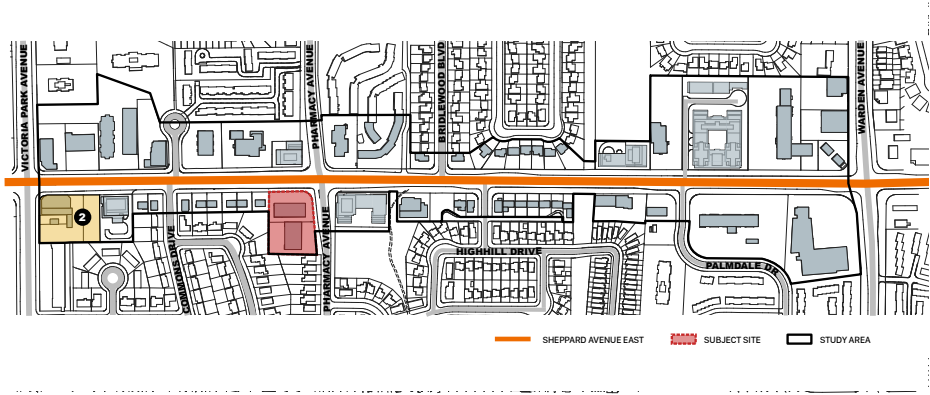 VICTORIA PARK AVENUE
PHARMACY AVENUE
BRIDLEWOOD BLVD
WARDEN AVENUE
2
COMMONS DRIVE
PHARMACY AVENUE
HIGHHILL DRIVE
PALMDALE DR
SHEPPARD AVENUE EAST
SUBJECT SITE
STUDY AREA